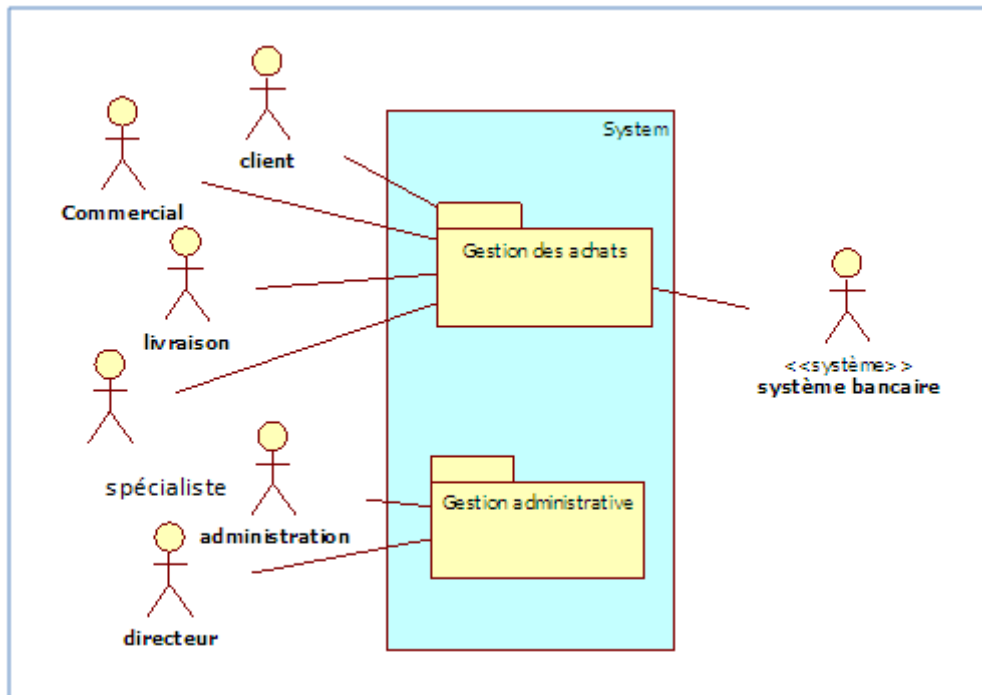 System
client
Commercial
Gestion des achats
livraison
<<système>>
système bancaire
spécialiste
Gestion administrative
administration
directeur